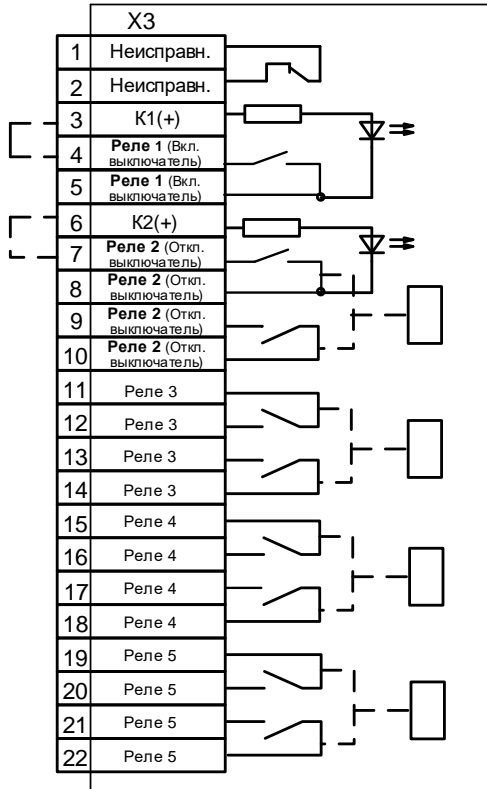 X3
1 Неисправн.
2 Неисправн.
3 К1(+)
4 Реле 1 (Вкл.
выключатель)
5 Реле 1 (Вкл.
выключатель)
6 К2(+)
7 Реле 2 (Откл.
выключатель)
8 Реле 2 (Откл.
выключатель)
9 Реле 2 (Откл.
выключатель)
10 Реле 2 (Откл.
выключатель)
11 Реле 3
12 Реле 3
13 Реле 3
14 Реле 3
15 Реле 4
16 Реле 4
17 Реле 4
18 Реле 4
19 Реле 5
20 Реле 5
21 Реле 5
22 Реле 5